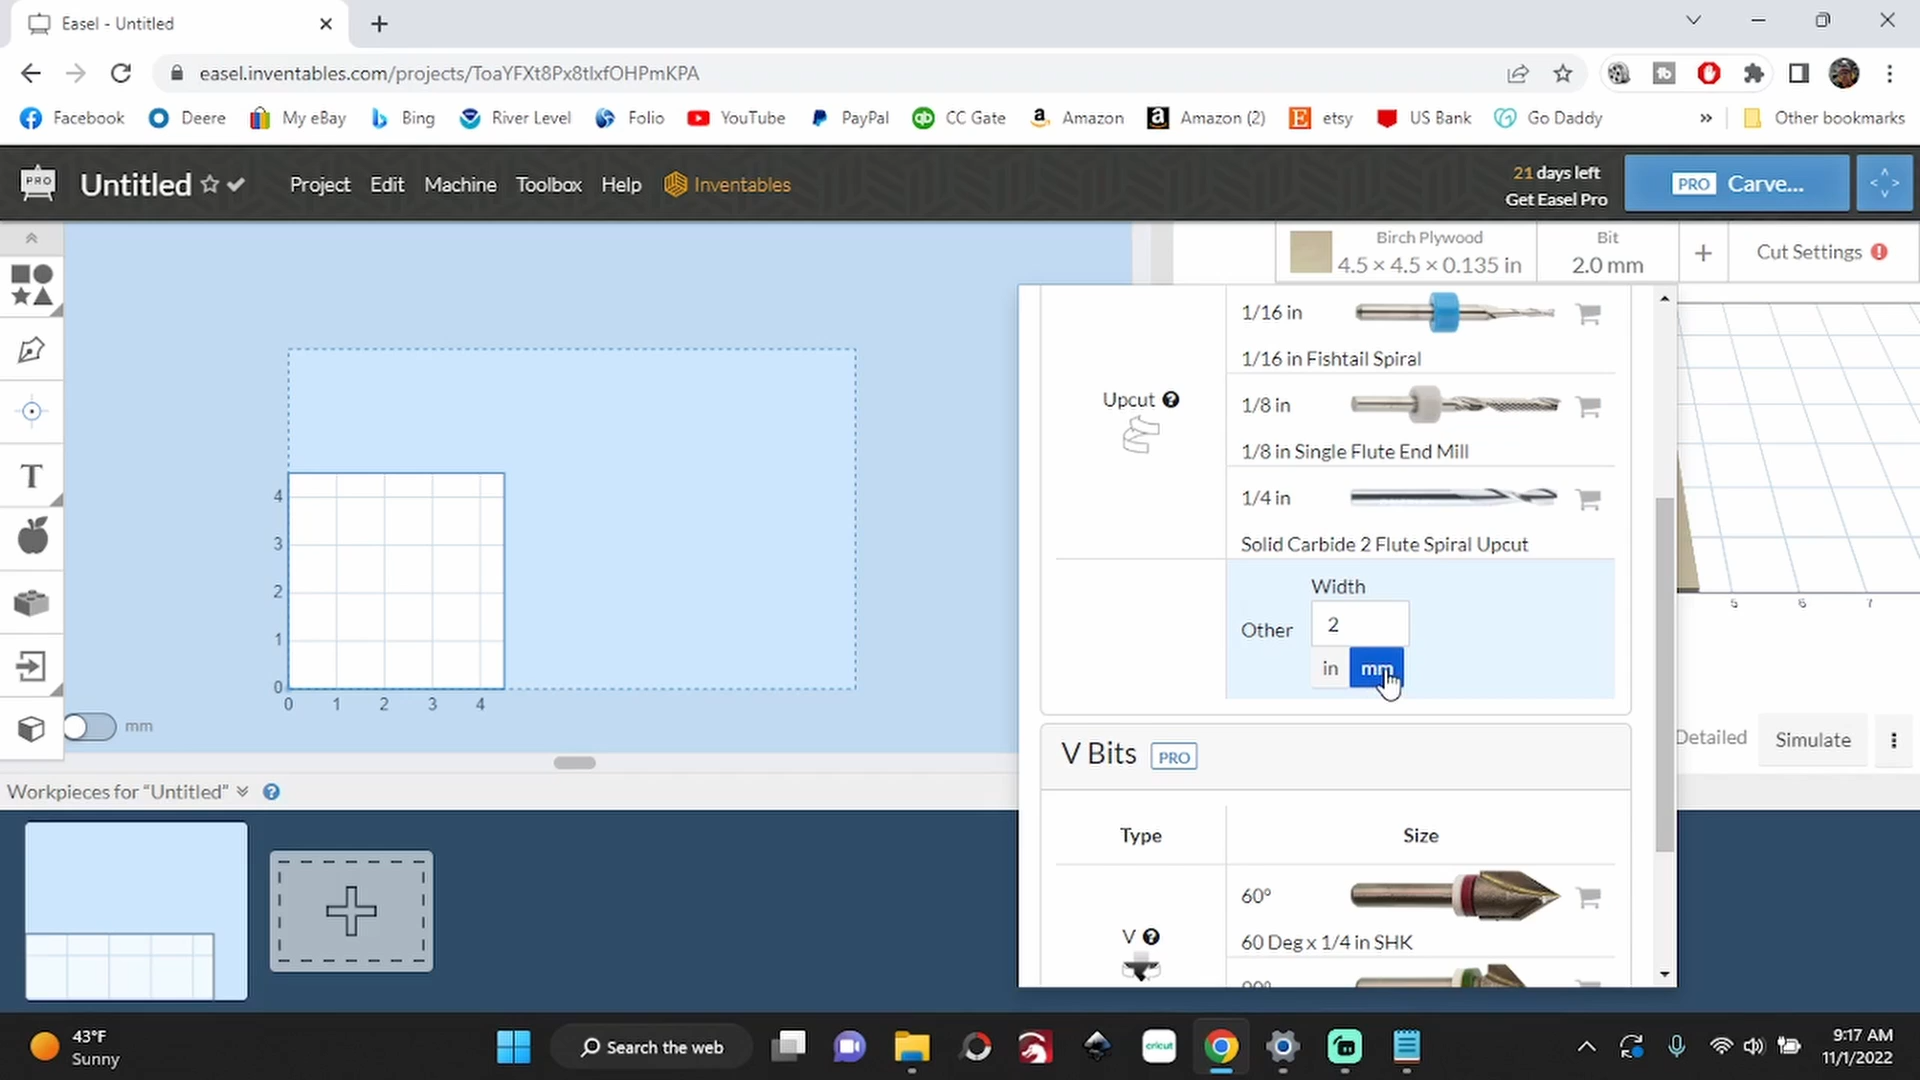 Easel - Untitled
easel.inventables.com/projects/ToaYFXt8Px8tlxfOHPmKPA
Facebook Deere My eBay Bing River Level Folio YouTube PayPal CC Gate Amazon Amazon (2) etsy US Bank Go Daddy » Other bookmarks
PRO Untitled Project Edit Machine Toolbox Help Inventables
21 days left
Get Easel Pro
PRO Carve...
Birch Plywood
4.5 × 4.5 × 0.135 in
Bit
2.0 mm
+
Cut Settings
1/16 in
1/16 in Fishtail Spiral
Upcut ?
1/8 in
1/8 in Single Flute End Mill
1/4 in
Solid Carbide 2 Flute Spiral Upcut
Width
Other 2
in mm
V Bits PRO
Type Size
60°
60 Deg x 1/4 in SHK
V ?
T
4
3
2
1
0
0 1 2 3 4
mm
5 6 7
Detailed Simulate
Workpieces for "Untitled" ?
43°F
Sunny
Search the web
cricut
9:17 AM
11/1/2022